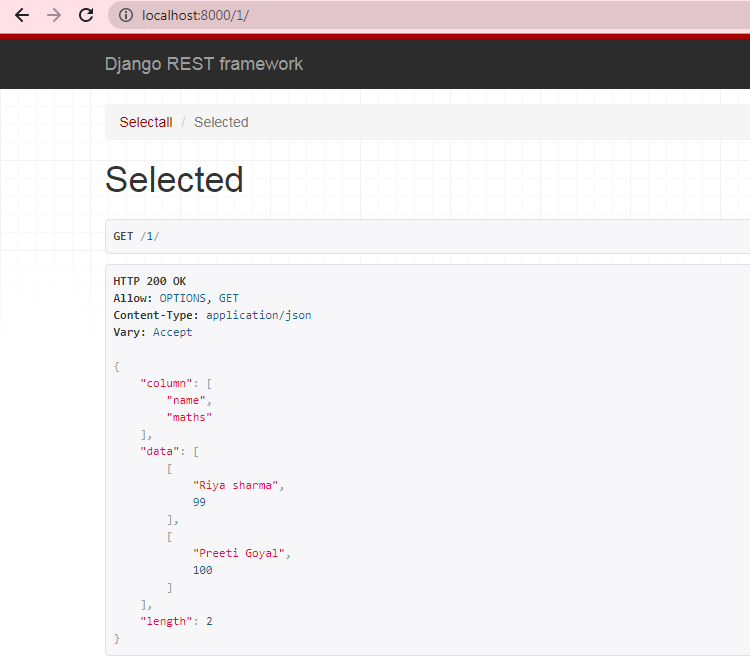 localhost:8000/1/
Django REST framework
Selectall / Selected
Selected
GET /1/
HTTP 200 OK
Allow: OPTIONS, GET
Content-Type: application/json
Vary: Accept
{
"column": [
"name",
"maths"
],
"data": [
[
"Riya sharma",
99
],
[
"Preeti Goyal",
100
]
],
"length": 2
}